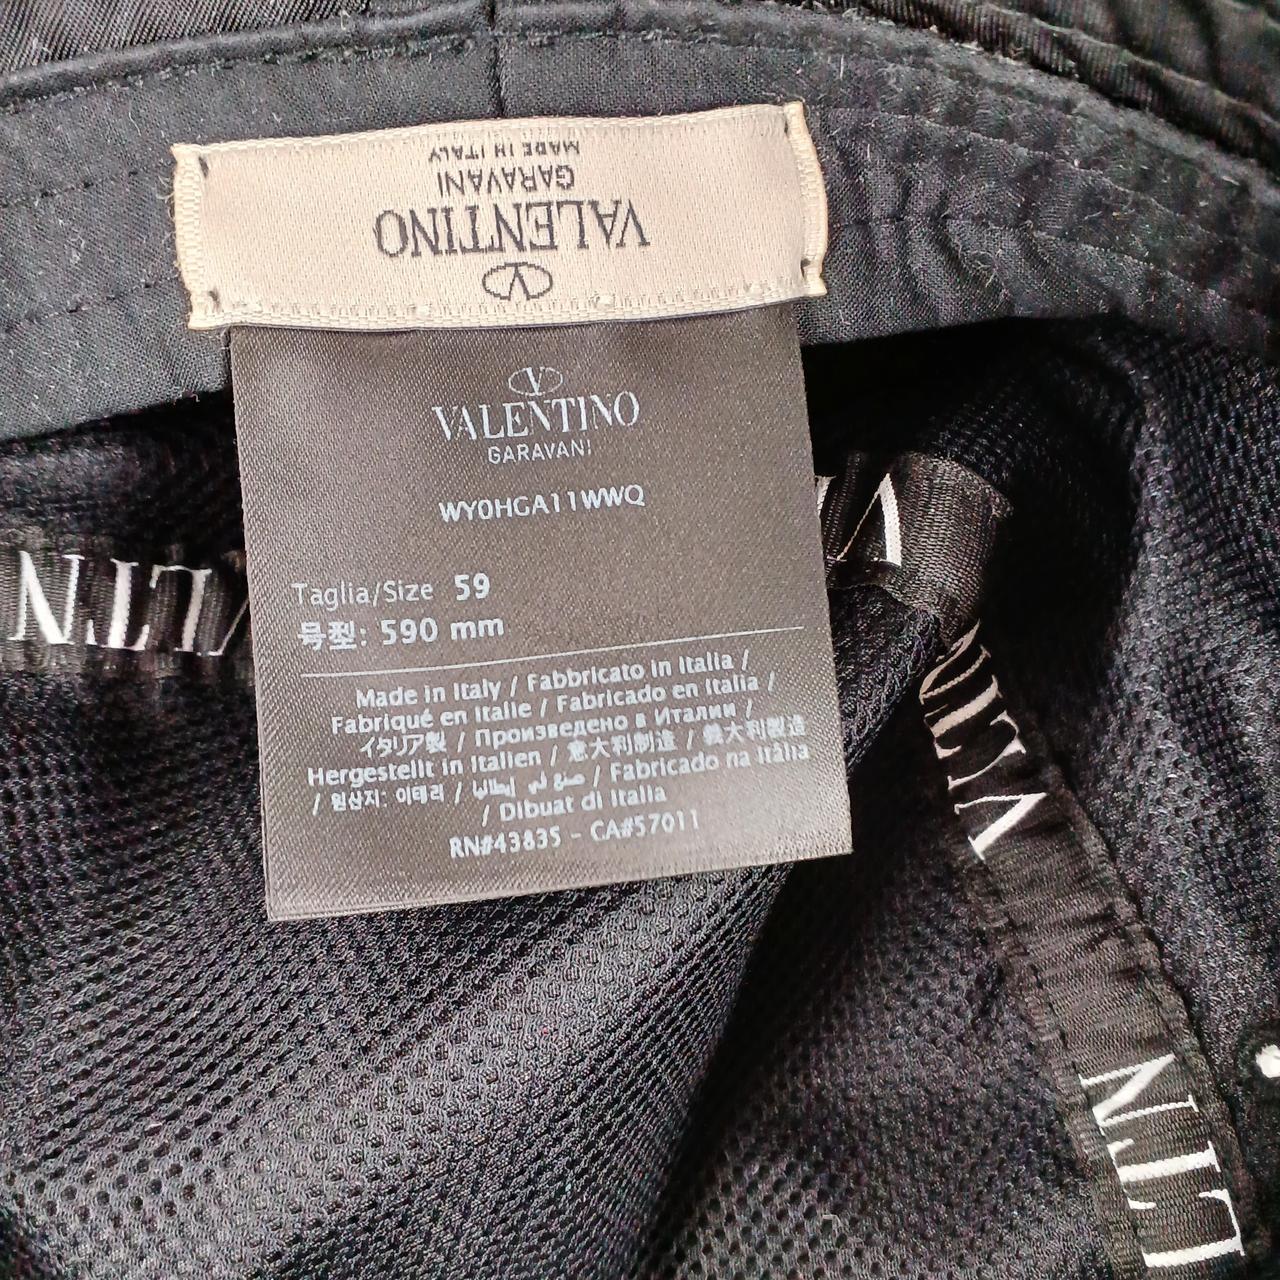 VALENTINO
GARAVANI
MADE IN ITALY
VALENTINO
GARAVANI
WY0HGA11WWQ
Taglia/Size 59
号型: 590 mm
Made in Italy / Fabbricato in Italia /
Fabriqué en Italie / Fabricado en Italia /
イタリア製 / Произведено в Италии /
Hergestellt in Italien / 意大利制造 / 義大利製造
/ 원산지: 이태리 / صنع في إيطاليا / Fabricado na Itália
/ Dibuat di Italia
RN#43835 - CA#57011
VLTN
VLTN
VLTN